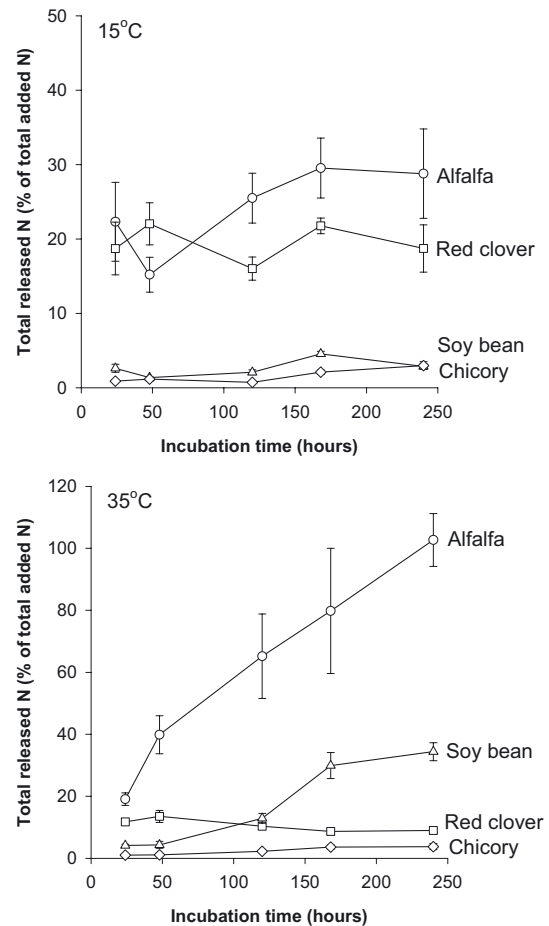 50
15°C
40
30
20
10
0
Total released N (% of total added N)
Alfalfa
Red clover
Soy bean
Chicory
0 50 100 150 200 250
Incubation time (hours)
120
35°C
100
80
60
40
20
0
Total released N (% of total added N)
Alfalfa
Soy bean
Red clover
Chicory
0 50 100 150 200 250
Incubation time (hours)